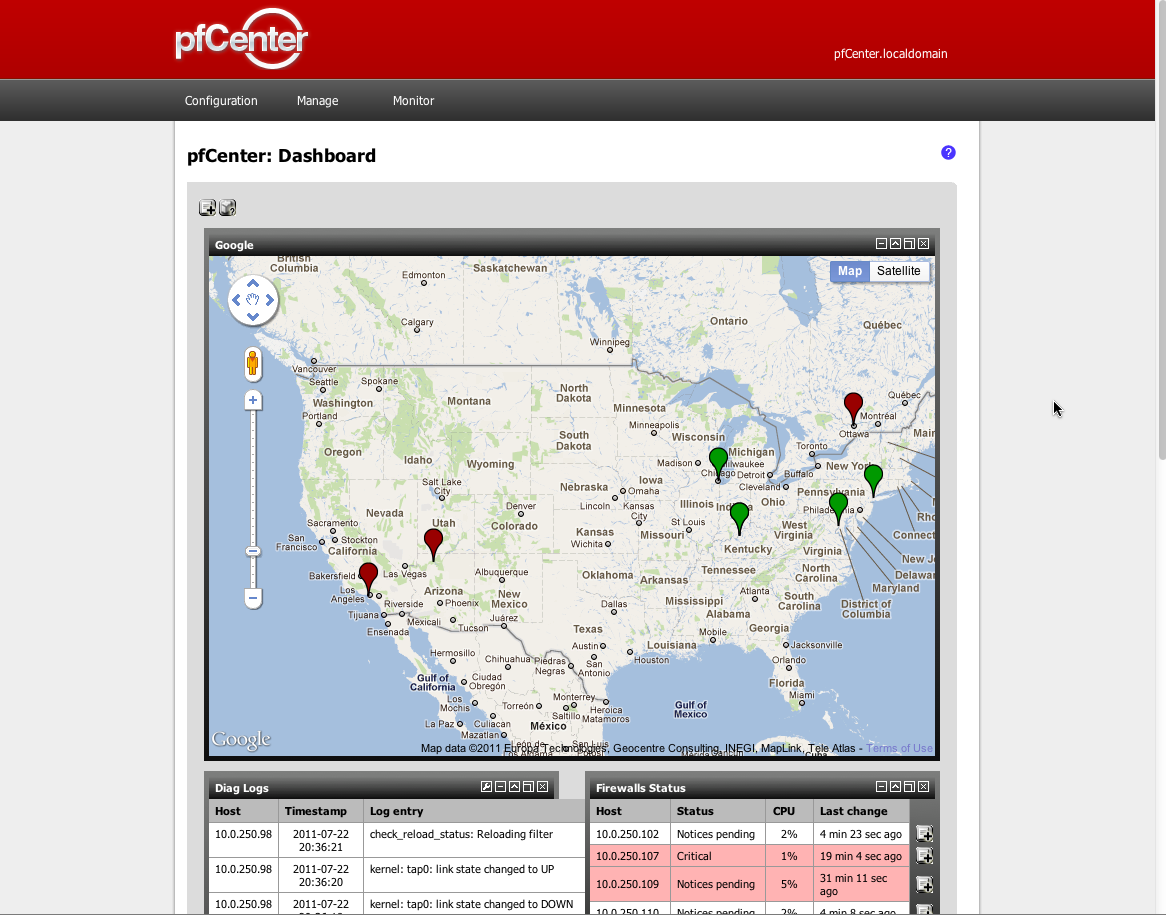 pfCenter
pfCenter.localdomain
Configuration Manage Monitor
pfCenter: Dashboard
?
Google
British
Columbia
Edmonton
Saskatchewan
Map Satellite
Calgary
Ontario
Québec
Winnipeg
Vancouver
Seattle
Spokane
Washington
Montana
North
Dakota
Minnesota
Québec
Portland
Minneapolis
Montréal
Ottawa
Oregon
South
Dakota
Wisconsin
Toronto
Idaho
Wyoming
Madison
Michigan
Milwaukee
Chicago
Detroit
Buffalo
New York
Salt Lake
City
Iowa
Cleveland
Nebraska
Omaha
Pennsylvania
Nevada
Denver
Lincoln
Kansas
City
Illinois
Ohio
Sacramento
Utah
Colorado
St Louis
San
Francisco
Stockton
California
Kansas
Missouri
West
Virginia
Wichita
Kentucky
Virginia
Connect
New Je
Bakersfield
Las Vegas
Albuquerque
Oklahoma
Arkansas
Tennessee
North
Carolina
Delawar
Maryland
Los
Angeles
Riverside
Arizona
Phoenix
New
Mexico
Dallas
Mississippi
Atlanta
South
Carolina
District of
Columbia
Tijuana
Mexicali
Tucson
Juárez
Alabama
Ensenada
Texas
Georgia
Hermosillo
Austin
Louisiana
Mobile
Jacksonville
Chihuahua
Piedras
Negras
San
Antonio
Houston
Orlando
Gulf of
California
Ciudad
Obregón
Florida
Los
Mochis
Torreón
Monterrey
Miami
Saltillo
Heroica
Matamoros
Gulf of
Mexico
La Paz
Culiacan
México
Mazatlan
Google
Map data ©2011 Europa Technologies, Geocentre Consulting, INEGI, MapLink, Tele Atlas - Terms of Use
Diag Logs
Host Timestamp Log entry
10.0.250.98 2011-07-22 20:36:21 check_reload_status: Reloading filter
10.0.250.98 2011-07-22 20:36:20 kernel: tap0: link state changed to UP
10.0.250.98 2011-07-22 kernel: tap0: link state changed to DOWN
Firewalls Status
Host Status CPU Last change
10.0.250.102 Notices pending 2% 4 min 23 sec ago
10.0.250.107 Critical 1% 19 min 4 sec ago
10.0.250.109 Notices pending 5% 31 min 11 sec
ago
10.0.250.110 Notices pending 2% 4 min 8 sec ago